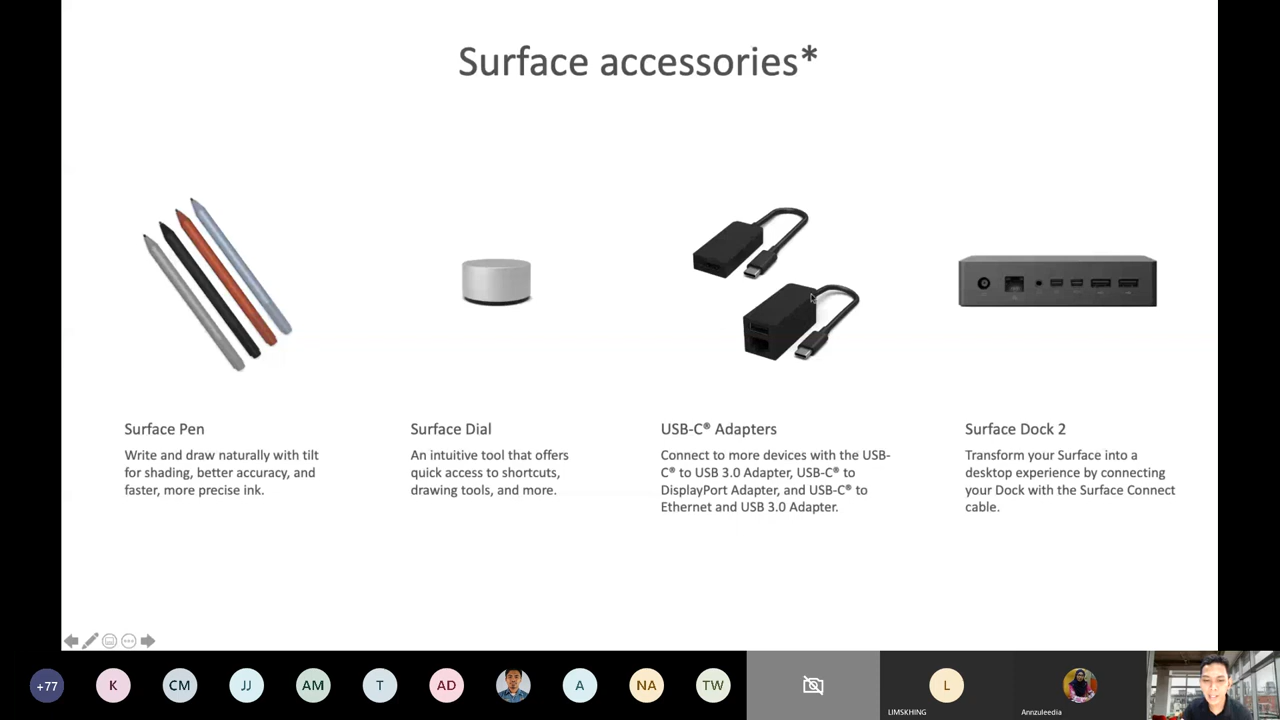 Surface accessories*
Surface Pen
Write and draw naturally with tilt
for shading, better accuracy, and
faster, more precise ink.
Surface Dial
An intuitive tool that offers
quick access to shortcuts,
drawing tools, and more.
USB-C® Adapters
Connect to more devices with the USB-
C® to USB 3.0 Adapter, USB-C® to
DisplayPort Adapter, and USB-C® to
Ethernet and USB 3.0 Adapter.
Surface Dock 2
Transform your Surface into a
desktop experience by connecting
your Dock with the Surface Connect
cable.
+77
K
CM
JJ
AM
T
AD
A
NA
TW
L
LIMSKHING
Annzuleedia